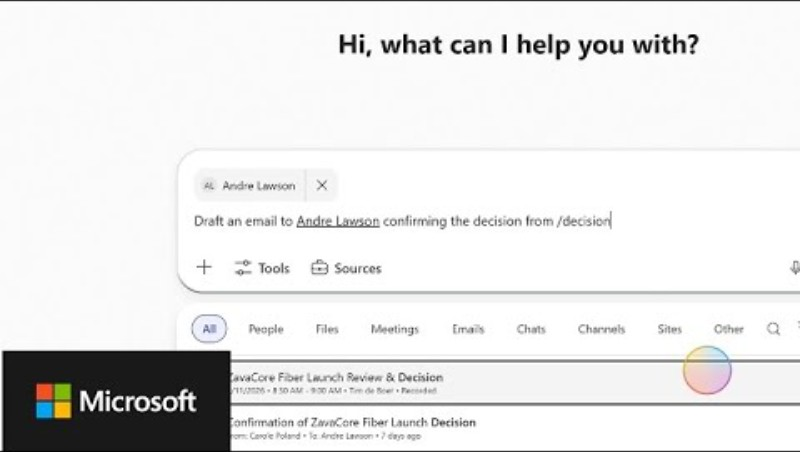 Hi, what can I help you with?
AL Andre Lawson
Draft an email to Andre Lawson confirming the decision from /decision
Tools Sources
All People Files Meetings Emails Chats Channels Sites Other
ZavaCore Fiber Launch Review & Decision
/11/2026 • 8:30 AM - 9:00 AM • Tim de Boer • Recorded
Confirmation of ZavaCore Fiber Launch Decision
From: Carole Poland • To: Andre Lawson • 7 days ago
Microsoft